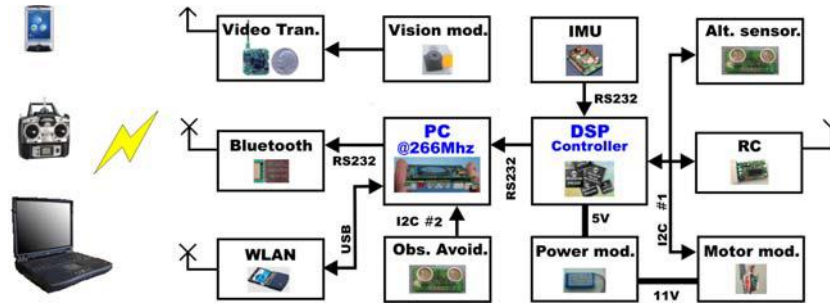 Video Tran.
Vision mod.
IMU
Alt. sensor.
RS232
Bluetooth
RS232
PC
@266Mhz
RS232
DSP
Controller
RC
I2C #1
USB
I2C #2
5V
WLAN
Obs. Avoid.
Power mod.
11V
Motor mod.